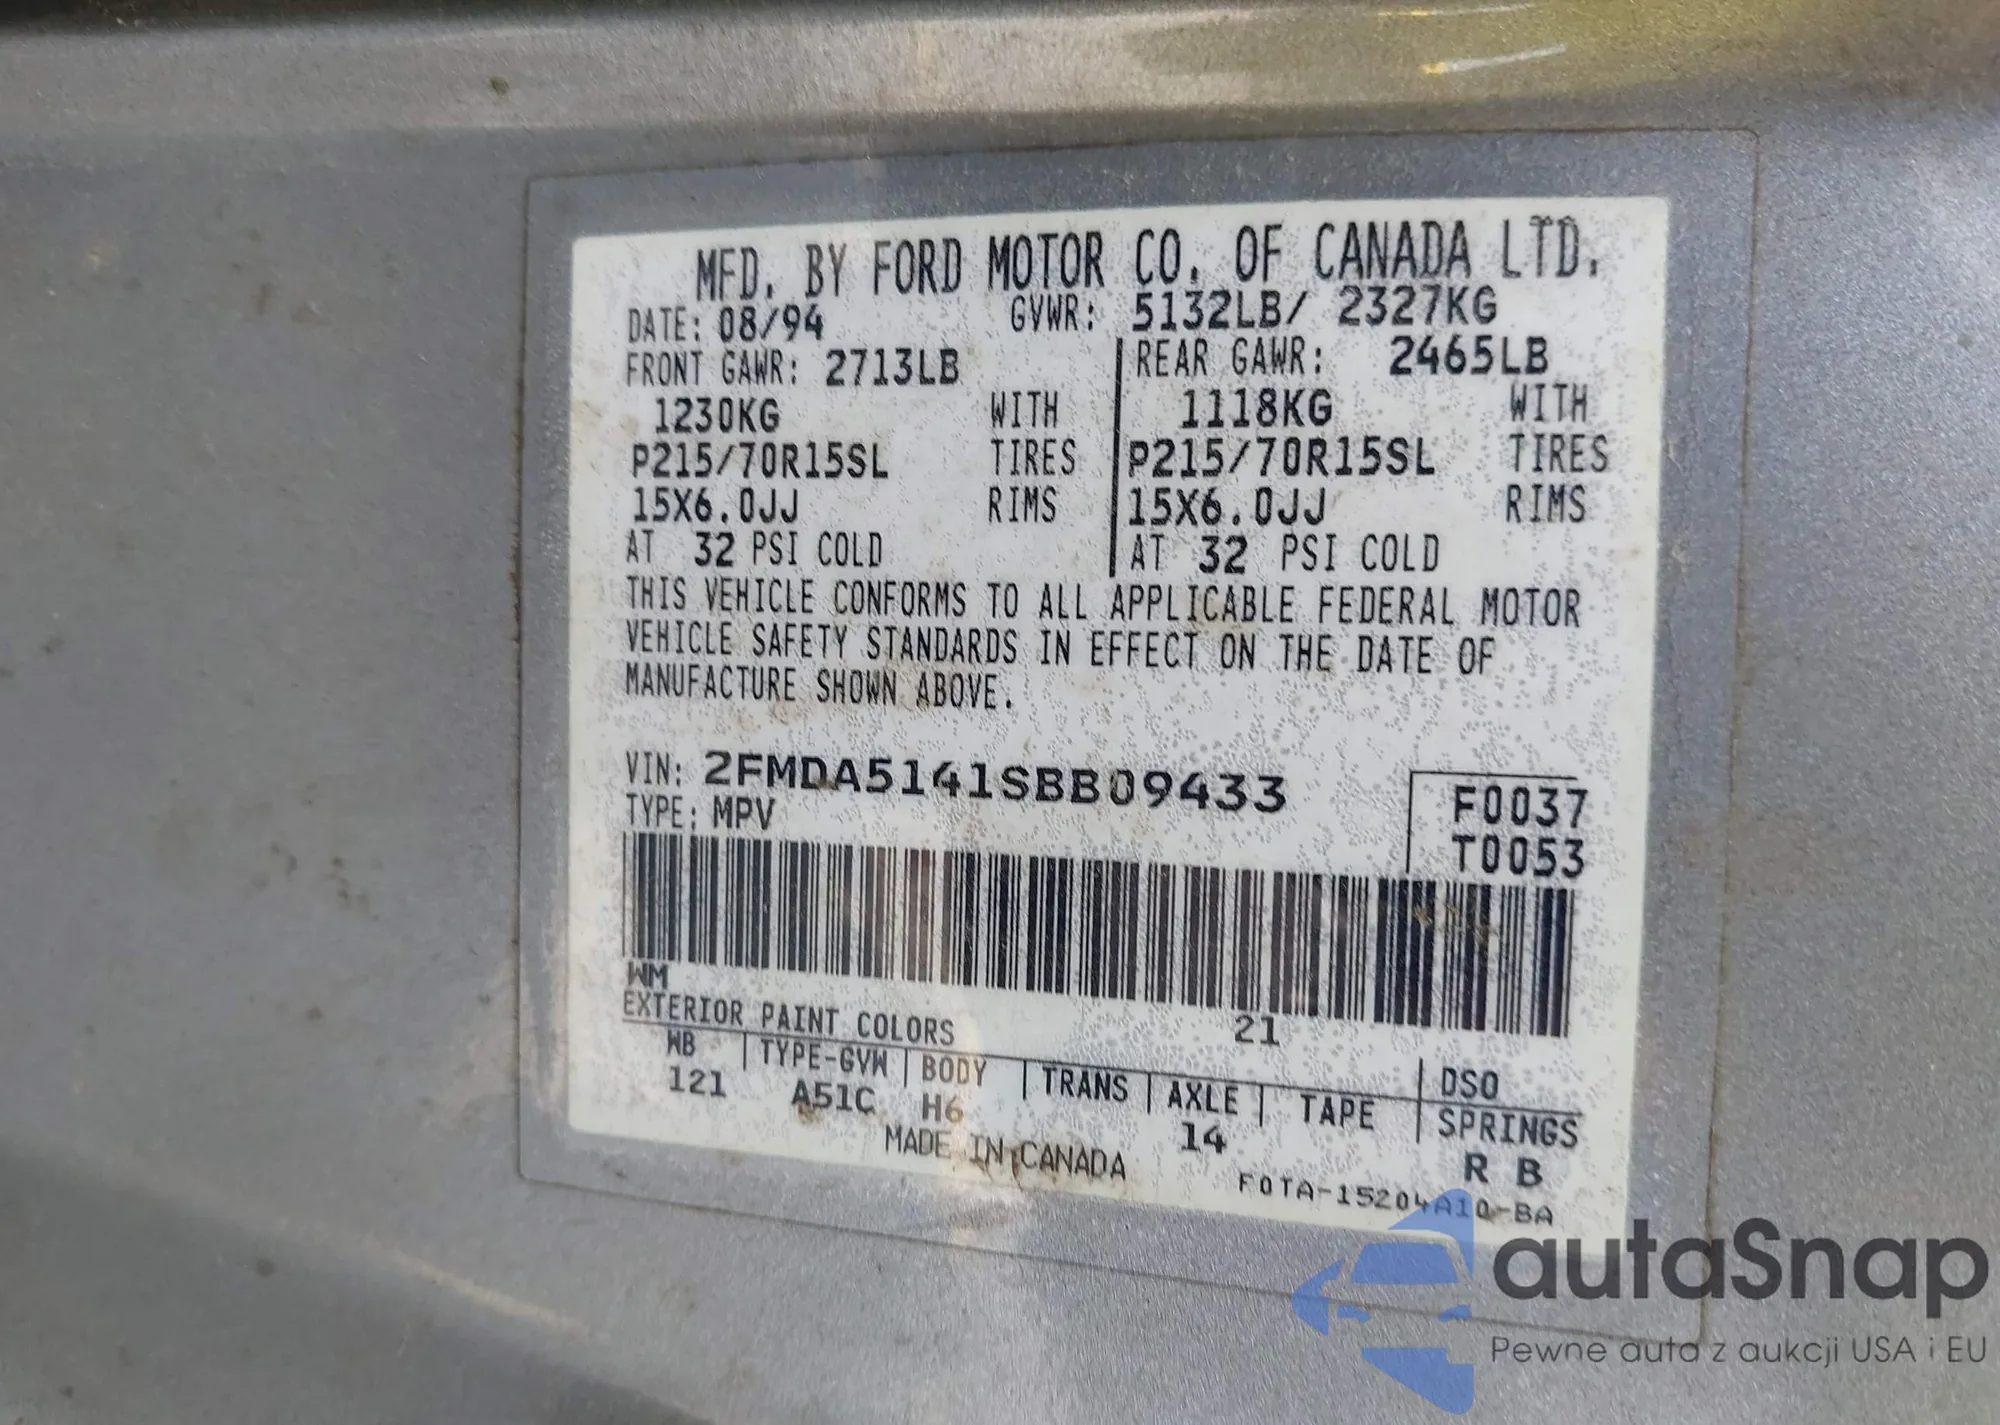 MFD. BY FORD MOTOR CO. OF CANADA LTD.
DATE: 08/94 GVWR: 5132LB/ 2327KG
FRONT GAWR: 2713LB REAR GAWR: 2465LB
1230KG WITH 1118KG WITH
P215/70R15SL TIRES P215/70R15SL TIRES
15X6.0JJ RIMS 15X6.0JJ RIMS
AT 32 PSI COLD AT 32 PSI COLD
THIS VEHICLE CONFORMS TO ALL APPLICABLE FEDERAL MOTOR
VEHICLE SAFETY STANDARDS IN EFFECT ON THE DATE OF
MANUFACTURE SHOWN ABOVE.
VIN: 2FMDA5141SBB09433
TYPE: MPV
F0037
T0053
WM
EXTERIOR PAINT COLORS 21
WB TYPE-GVW BODY TRANS AXLE TAPE DSO
SPRINGS
121 A51C H6 14 R B
MADE IN CANADA
F0TA-15204A10-BA
autaSnap
Pewne auta z aukcji USA i EU